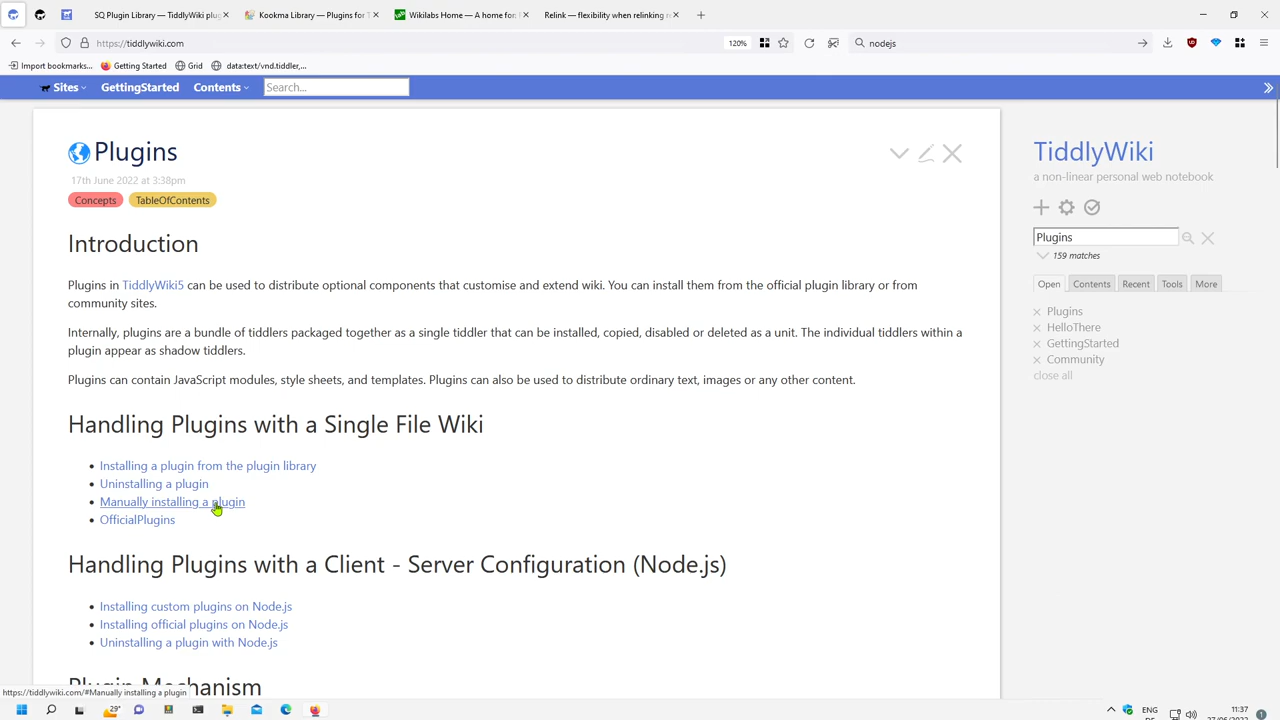 SQ Plugin Library — TiddlyWiki plug
Kookma Library — Plugins for T
Wikilabs Home — A home for
Relink — flexibility when relinking re
https://tiddlywiki.com
120%
nodejs
Import bookmarks...
Getting Started
Grid
data:text/vnd.tiddler,...
Sites
GettingStarted
Contents
Search...
Plugins
17th June 2022 at 3:38pm
Concepts
TableOfContents
Introduction
Plugins in TiddlyWiki5 can be used to distribute optional components that customise and extend wiki. You can install them from the official plugin library or from
community sites.
Internally, plugins are a bundle of tiddlers packaged together as a single tiddler that can be installed, copied, disabled or deleted as a unit. The individual tiddlers within a
plugin appear as shadow tiddlers.
Plugins can contain JavaScript modules, style sheets, and templates. Plugins can also be used to distribute ordinary text, images or any other content.
Handling Plugins with a Single File Wiki
Installing a plugin from the plugin library
Uninstalling a plugin
Manually installing a plugin
OfficialPlugins
Handling Plugins with a Client - Server Configuration (Node.js)
Installing custom plugins on Node.js
Installing official plugins on Node.js
Uninstalling a plugin with Node.js
Plugin Mechanism
TiddlyWiki
a non-linear personal web notebook
Plugins
159 matches
Open
Contents
Recent
Tools
More
Plugins
HelloThere
GettingStarted
Community
close all
https://tiddlywiki.com/#Manually installing a plugin
29°
ENG
11:37
27/06/2022